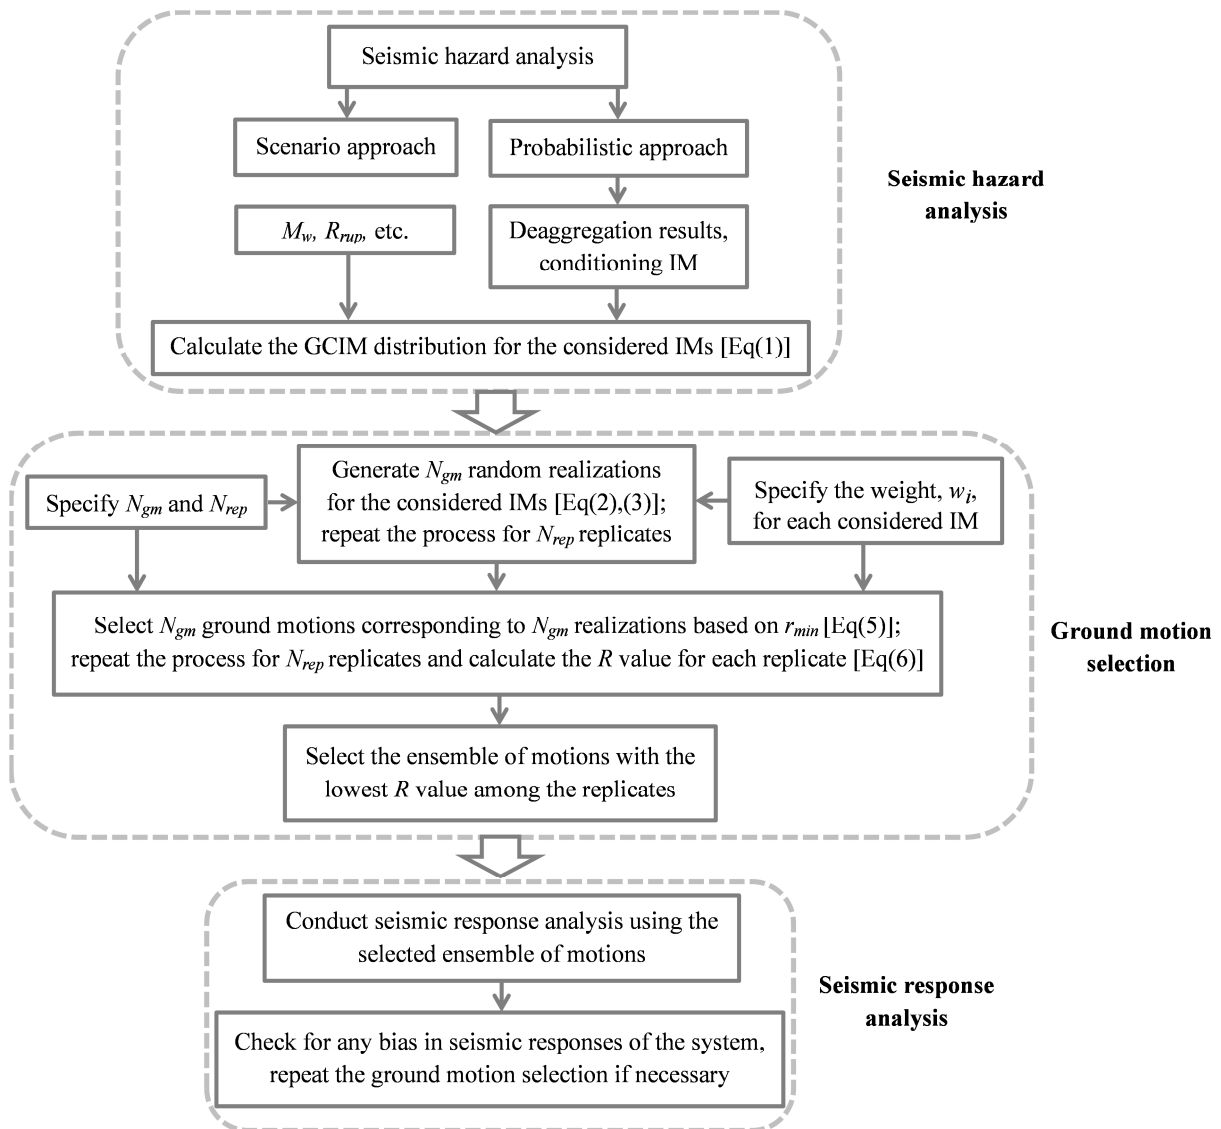 Seismic hazard analysis
Scenario approach
Probabilistic approach
Mw, Rrup, etc.
Deaggregation results,
conditioning IM
Calculate the GCIM distribution for the considered IMs [Eq(1)]
Seismic hazard
analysis
Specify Ngm and Nrep
Generate Ngm random realizations
for the considered IMs [Eq(2),(3)];
repeat the process for Nrep replicates
Specify the weight, wi,
for each considered IM
Select Ngm ground motions corresponding to Ngm realizations based on rmin [Eq(5)];
repeat the process for Nrep replicates and calculate the R value for each replicate [Eq(6)]
Select the ensemble of motions with the
lowest R value among the replicates
Ground motion
selection
Conduct seismic response analysis using the
selected ensemble of motions
Check for any bias in seismic responses of the system,
repeat the ground motion selection if necessary
Seismic response
analysis